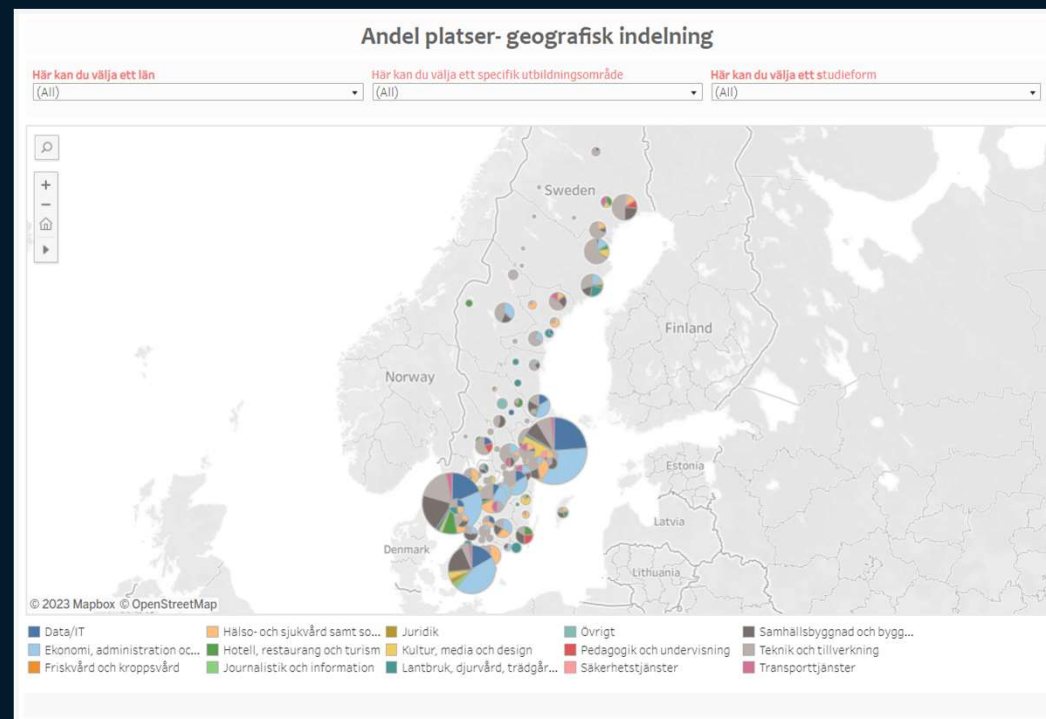 Andel platser- geografisk indelning
Här kan du välja ett län
Här kan du välja ett specifik utbildningsområde
Här kan du välja ett studieform
(All)
(All)
(All)
Sweden
Finland
Norway
Estonia
Latvia
Denmark
Lithuania
© 2023 Mapbox © OpenStreetMap
Data/IT
Hälso- och sjukvård samt so...
Juridik
Övrigt
Samhällsbyggnad och bygg...
Ekonomi, administration oc...
Hotell, restaurang och turism
Kultur, media och design
Pedagogik och undervisning
Teknik och tillverkning
Friskvård och kroppsvård
Journalistik och information
Lantbruk, djurvård, trädgår...
Säkerhetstjänster
Transporttjänster